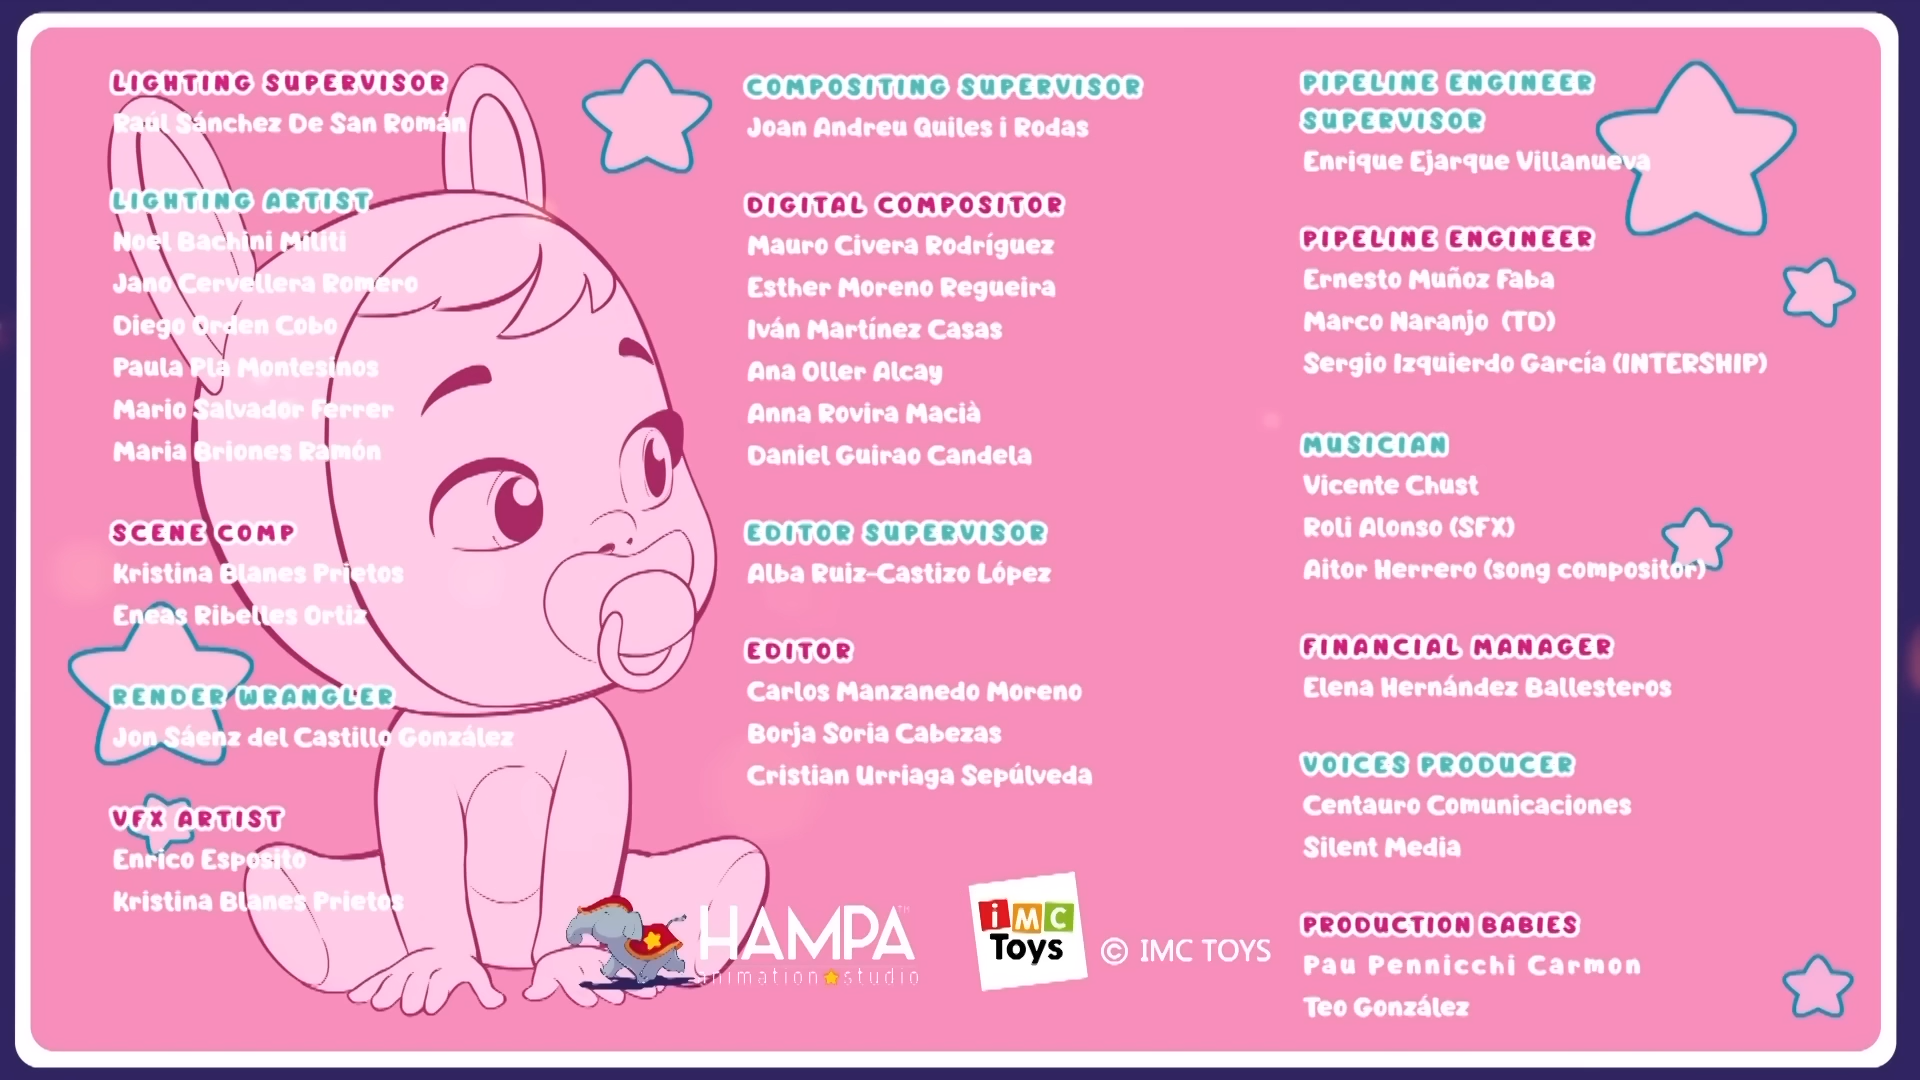 LIGHTING SUPERVISOR
Raúl Sánchez De San Román
LIGHTING ARTIST
Noel Bachini Militi
Jano Cervellera Romero
Diego Orden Cobo
Paula Pla Montesinos
Mario Salvador Ferrer
Maria Briones Ramón
SCENE COMP
Kristina Blanes Prietos
Eneas Ribelles Ortiz
RENDER WRANGLER
Jon Sáenz del Castillo González
VFX ARTIST
Enrico Esposito
Kristina Blanes Prietos
COMPOSITING SUPERVISOR
Joan Andreu Quiles i Rodas
DIGITAL COMPOSITOR
Mauro Civera Rodríguez
Esther Moreno Regueira
Iván Martínez Casas
Ana Oller Alcay
Anna Rovira Macià
Daniel Guirao Candela
EDITOR SUPERVISOR
Alba Ruiz-Castizo López
EDITOR
Carlos Manzanedo Moreno
Borja Soria Cabezas
Cristian Urriaga Sepúlveda
HAMPA™
animation studio
iMC
Toys
© IMC TOYS
PIPELINE ENGINEER
SUPERVISOR
Enrique Ejarque Villanueva
PIPELINE ENGINEER
Ernesto Muñoz Faba
Marco Naranjo (TD)
Sergio Izquierdo García (INTERSHIP)
MUSICIAN
Vicente Chust
Roli Alonso (SFX)
Aitor Herrero (song compositor)
FINANCIAL MANAGER
Elena Hernández Ballesteros
VOICES PRODUCER
Centauro Comunicaciones
Silent Media
PRODUCTION BABIES
Pau Pennicchi Carmon
Teo González